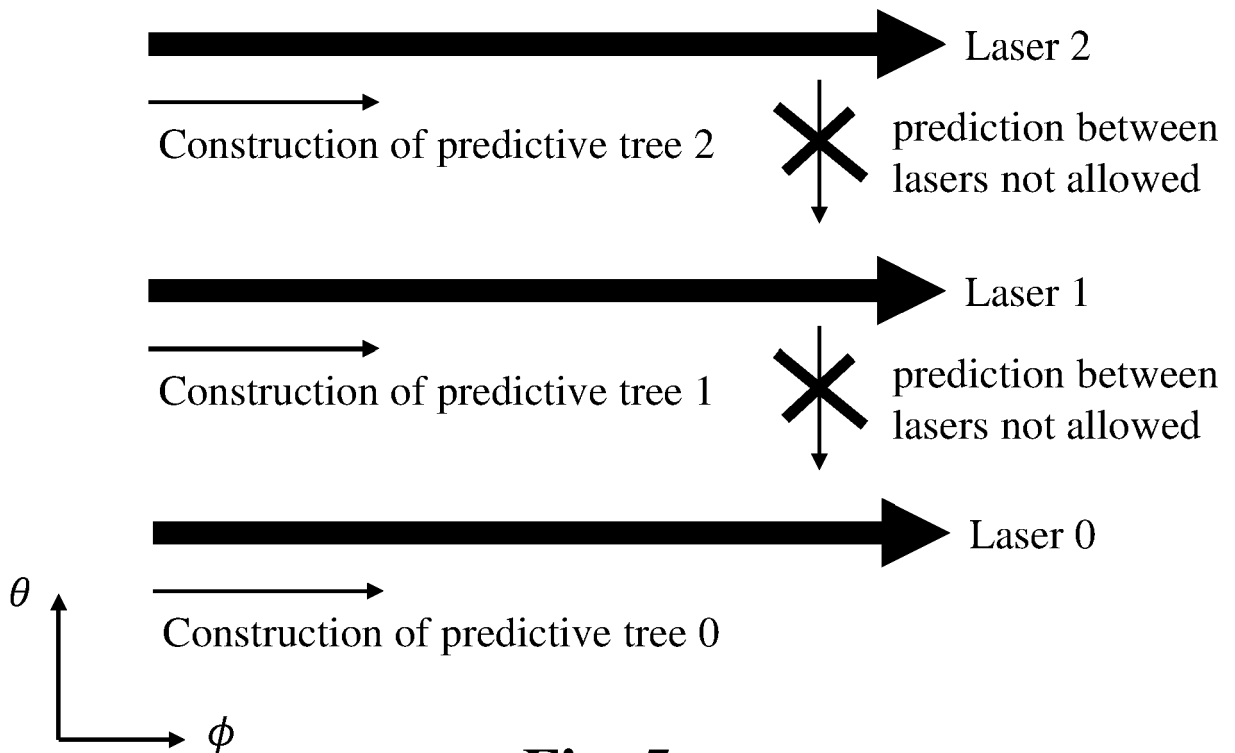 Laser 2
Construction of predictive tree 2
prediction between
lasers not allowed
Laser 1
Construction of predictive tree 1
prediction between
lasers not allowed
Laser 0
θ
Construction of predictive tree 0
ϕ